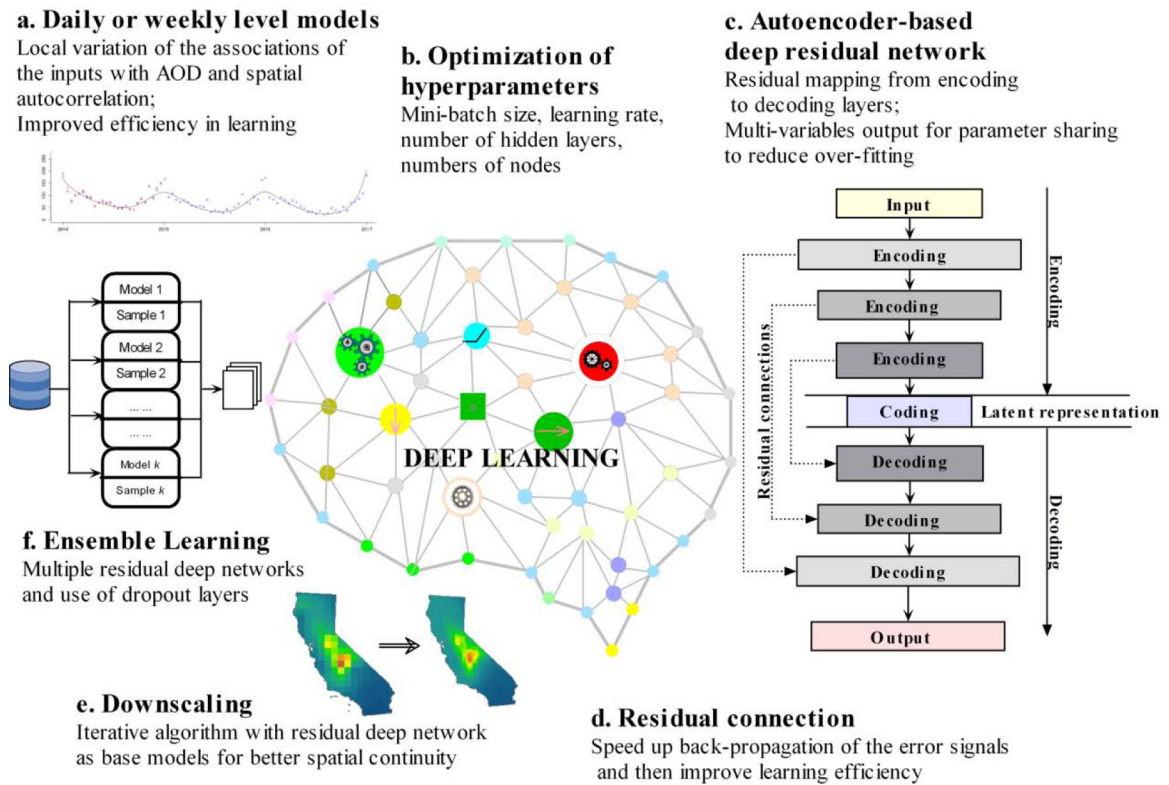 a. Daily or weekly level models
Local variation of the associations of
the inputs with AOD and spatial
autocorrelation;
Improved efficiency in learning
0 50 100 150 200 250
2014 2015 2016 2017
b. Optimization of
hyperparameters
Mini-batch size, learning rate,
number of hidden layers,
numbers of nodes
c. Autoencoder-based
deep residual network
Residual mapping from encoding
to decoding layers;
Multi-variables output for parameter sharing
to reduce over-fitting
Input
Encoding
Encoding
Encoding
Coding
Latent representation
Decoding
Decoding
Decoding
Output
Residual connections
Encoding
Decoding
Model 1
Sample 1
Model 2
Sample 2
... ...
... ...
Model k
Sample k
DEEP LEARNING
f. Ensemble Learning
Multiple residual deep networks
and use of dropout layers
e. Downscaling
Iterative algorithm with residual deep network
as base models for better spatial continuity
d. Residual connection
Speed up back-propagation of the error signals
and then improve learning efficiency